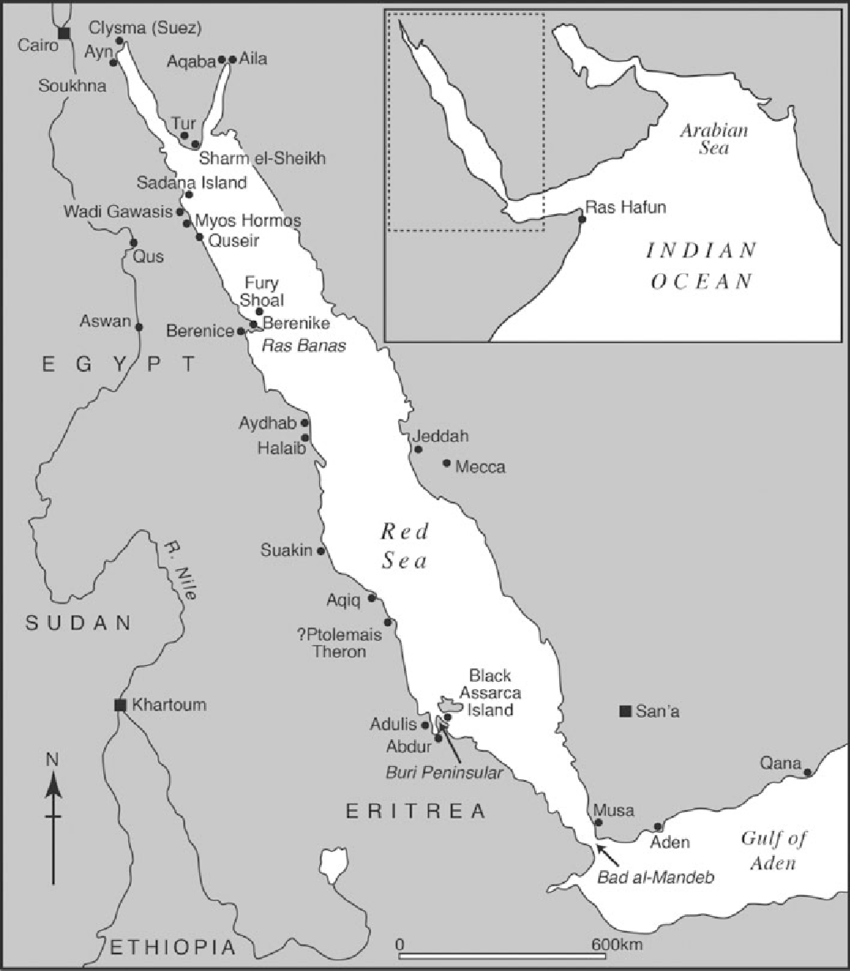 Clysma (Suez)
Cairo
Ayn
Soukhna
Aqaba
Aila
Tur
Sharm el-Sheikh
Sadana Island
Wadi Gawasis
Myos Hormos
Quseir
Qus
Fury
Shoal
Aswan
Berenice
Berenike
Ras Banas
EGYPT
Aydhab
Halaib
Jeddah
Mecca
Red
Sea
Suakin
R. Nile
Aqiq
SUDAN
?Ptolemais
Theron
Black
Assarca
Island
Khartoum
San'a
Adulis
Abdur
Buri Peninsular
N
Qana
ERITREA
Musa
Aden
Gulf of
Aden
Bad al-Mandeb
ETHIOPIA
0
600km
Arabian
Sea
Ras Hafun
INDIAN
OCEAN